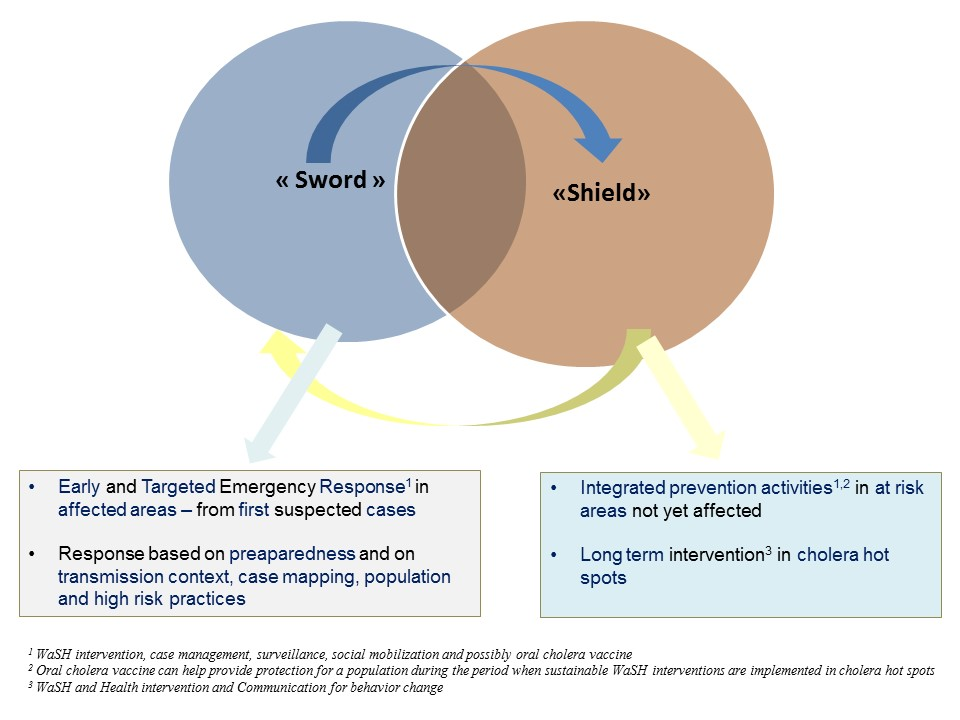 « Sword »
«Shield»
• Early and Targeted Emergency Response¹ in
affected areas – from first suspected cases
• Response based on preaparedness and on
transmission context, case mapping, population
and high risk practices
• Integrated prevention activities¹,² in at risk
areas not yet affected
• Long term intervention³ in cholera hot
spots
¹ WaSH intervention, case management, surveillance, social mobilization and possibly oral cholera vaccine
² Oral cholera vaccine can help provide protection for a population during the period when sustainable WaSH interventions are implemented in cholera hot spots
³ WaSH and Health intervention and Communication for behavior change